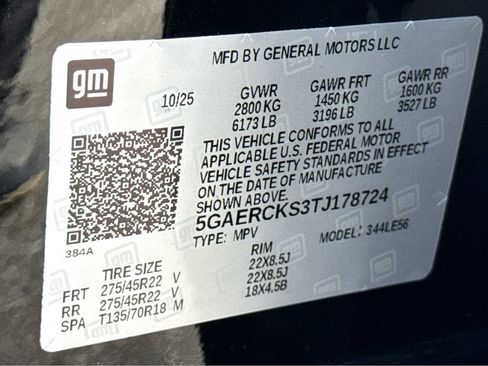 MFD BY GENERAL MOTORS LLC
gm
10/25 GVWR GAWR FRT GAWR RR
2800 KG 1450 KG 1600 KG
6173 LB 3196 LB 3527 LB
THIS VEHICLE CONFORMS TO ALL
APPLICABLE U.S. FEDERAL MOTOR
VEHICLE SAFETY STANDARDS IN EFFECT
ON THE DATE OF MANUFACTURE
SHOWN ABOVE.
5GAERCKS3TJ178724
TYPE: MPV MODEL: 344LE56
384A
TIRE SIZE RIM
FRT 275/45R22 V 22X8.5J
RR 275/45R22 V 22X8.5J
SPA T135/70R18 M 18X4.5B